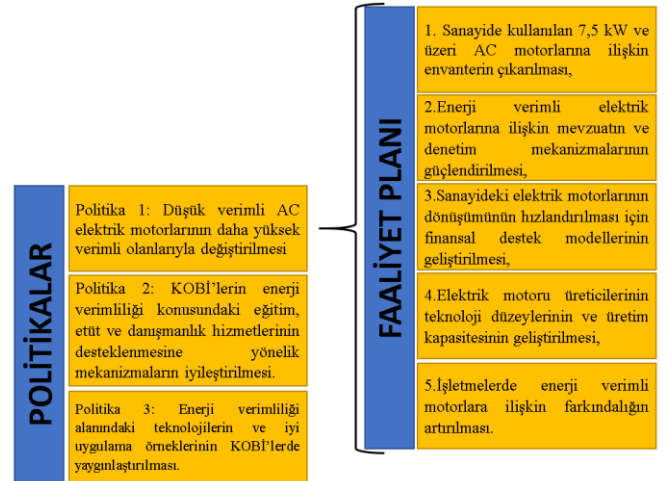 POLİTİKALAR
Politika 1: Düşük verimli AC
elektrik motorlarının daha yüksek
verimli olanlarıyla değiştirilmesi
Politika 2: KOBİ’lerin enerji
verimliliği konusundaki eğitim,
etüt ve danışmanlık hizmetlerinin
desteklenmesine yönelik
mekanizmaların iyileştirilmesi.
Politika 3: Enerji verimliliği
alanındaki teknolojilerin ve iyi
uygulama örneklerinin KOBİ’lerde
yaygınlaştırılması.
FAALİYET PLANI
1. Sanayide kullanılan 7,5 kW ve
üzeri AC motorlarına ilişkin
envanterin çıkarılması,
2.Enerji verimli elektrik
motorlarına ilişkin mevzuatın ve
denetim mekanizmalarının
güçlendirilmesi,
3.Sanayideki elektrik motorlarının
dönüşümünün hızlandırılması için
finansal destek modellerinin
geliştirilmesi,
4.Elektrik motoru üreticilerinin
teknoloji düzeylerinin ve üretim
kapasitesinin geliştirilmesi,
5.İşletmelerde enerji verimli
motorlara ilişkin farkındalığın
artırılması.